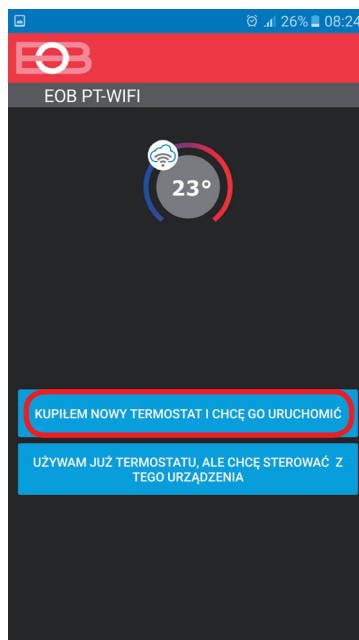 26% 08:24
EOB
EOB PT-WIFI
23°
KUPIŁEM NOWY TERMOSTAT I CHCĘ GO URUCHOMIĆ
UŻYWAM JUŻ TERMOSTATU, ALE CHCĘ STEROWAĆ Z
TEGO URZĄDZENIA